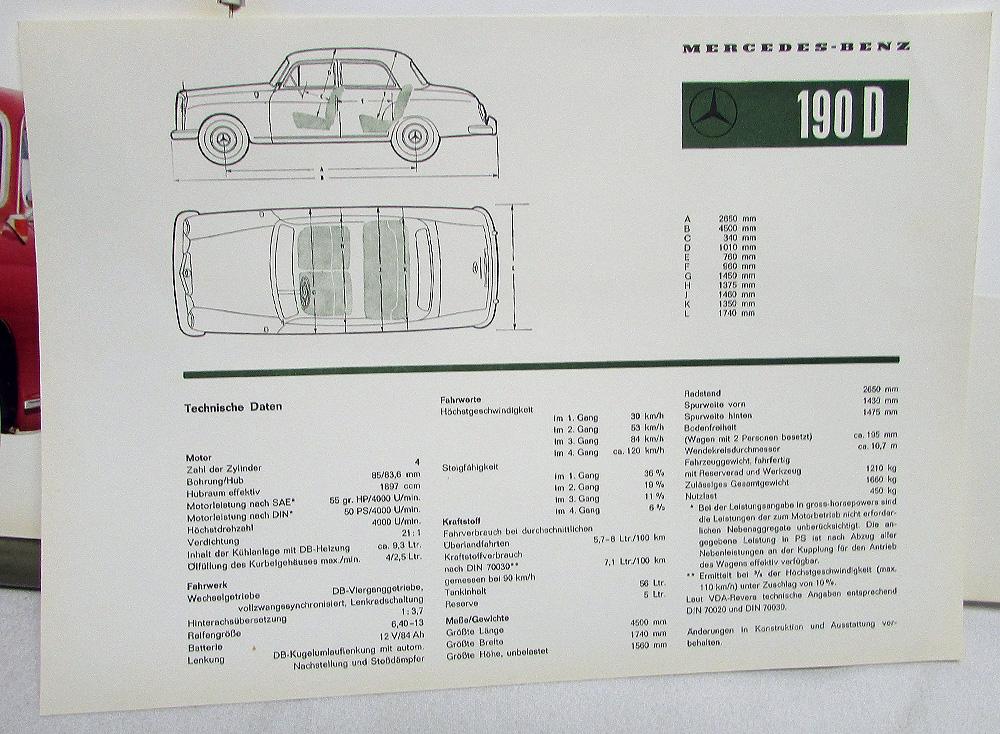 MERCEDES-BENZ
190 D
A 2650 mm
B 4500 mm
C 340 mm
D 1010 mm
E 760 mm
F 960 mm
G 1450 mm
H 1375 mm
I 1460 mm
K 1350 mm
L 1740 mm
A
B
Technische Daten
Motor
Zahl der Zylinder 4
Bohrung/Hub 85/83,6 mm
Hubraum effektiv 1897 ccm
Motorleistung nach SAE* 55 gr. HP/4000 U/min.
Motorleistung nach DIN* 50 PS/4000 U/min.
Höchstdrehzahl 4000 U/min.
Verdichtung 21 : 1
Inhalt der Kühlanlage mit DB-Heizung ca. 9,3 Ltr.
Ölfüllung des Kurbelgehäuses max./min. 4/2,5 Ltr.
Fahrwerk
Wechselgetriebe DB-Vierganggetriebe,
vollzwangssynchronisiert, Lenkradschaltung
Hinterachsübersetzung 1 : 3,7
Reifengröße 6,40–13
Batterie 12 V/84 Ah
Lenkung DB-Kugelumlauflenkung mit autom.
Nachstellung und Stoßdämpfer
Fahrwerte
Höchstgeschwindigkeit
im 1. Gang 30 km/h
im 2. Gang 53 km/h
im 3. Gang 84 km/h
im 4. Gang ca. 120 km/h
Steigfähigkeit
im 1. Gang 36 %
im 2. Gang 19 %
im 3. Gang 11 %
im 4. Gang 6 %
Kraftstoff
Fahrverbrauch bei durchschnittlichen
Überlandfahrten 5,7–8 Ltr./100 km
Kraftstoffverbrauch
nach DIN 70030** 7,1 Ltr./100 km
gemessen bei 90 km/h
Tankinhalt 56 Ltr.
Reserve 5 Ltr.
Maße/Gewichte
Größte Länge 4500 mm
Größte Breite 1740 mm
Größte Höhe, unbelastet 1560 mm
Radstand 2650 mm
Spurweite vorn 1430 mm
Spurweite hinten 1475 mm
Bodenfreiheit
(Wagen mit 2 Personen besetzt) ca. 195 mm
Wendekreisdurchmesser ca. 10,7 m
Fahrzeuggewicht, fahrfertig
mit Reserverad und Werkzeug 1210 kg
Zulässiges Gesamtgewicht 1660 kg
Nutzlast 450 kg
* Bei der Leistungsangabe in gross-horsepowers sind
die Leistungen der zum Motorbetrieb nicht erforder-
lichen Nebenaggregate unberücksichtigt. Die an-
gegebene Leistung in PS ist nach Abzug aller
Nebenleistungen an der Kupplung für den Antrieb
des Wagens effektiv verfügbar.
** Ermittelt bei ¾ der Höchstgeschwindigkeit (max.
110 km/h) unter Zuschlag von 10 %.
Laut VDA-Revers technische Angaben entsprechend
DIN 70020 und DIN 70030.
Änderungen in Konstruktion und Ausstattung vor-
behalten.